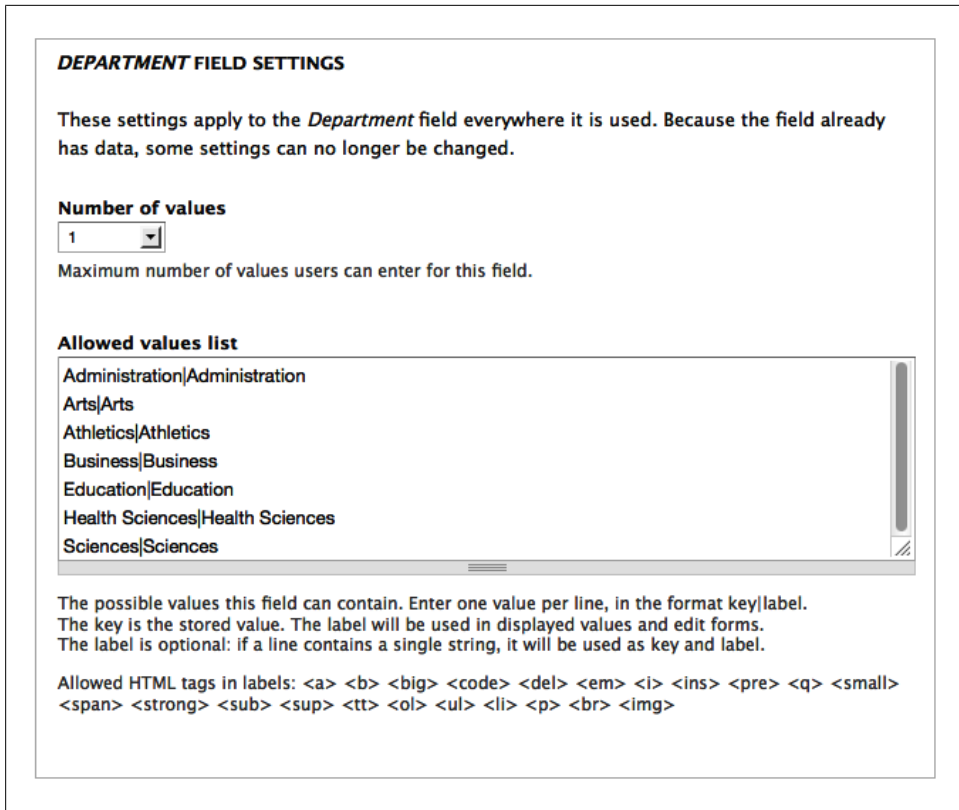 DEPARTMENT FIELD SETTINGS
These settings apply to the Department field everywhere it is used. Because the field already
has data, some settings can no longer be changed.
Number of values
1
Maximum number of values users can enter for this field.
Allowed values list
Administration|Administration
Arts|Arts
Athletics|Athletics
Business|Business
Education|Education
Health Sciences|Health Sciences
Sciences|Sciences
The possible values this field can contain. Enter one value per line, in the format key|label.
The key is the stored value. The label will be used in displayed values and edit forms.
The label is optional: if a line contains a single string, it will be used as key and label.
Allowed HTML tags in labels: <a> <b> <big> <code> <del> <em> <i> <ins> <pre> <q> <small>
<span> <strong> <sub> <sup> <tt> <ol> <ul> <li> <p> <br> <img>